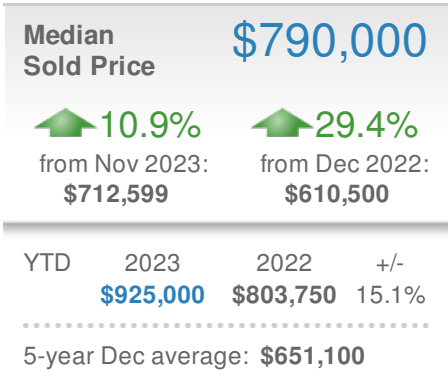 Median
Sold Price
$790,000
10.9%
from Nov 2023:
$712,599
29.4%
from Dec 2022:
$610,500
YTD 2023 2022 +/-
$925,000 $803,750 15.1%
5-year Dec average: $651,100